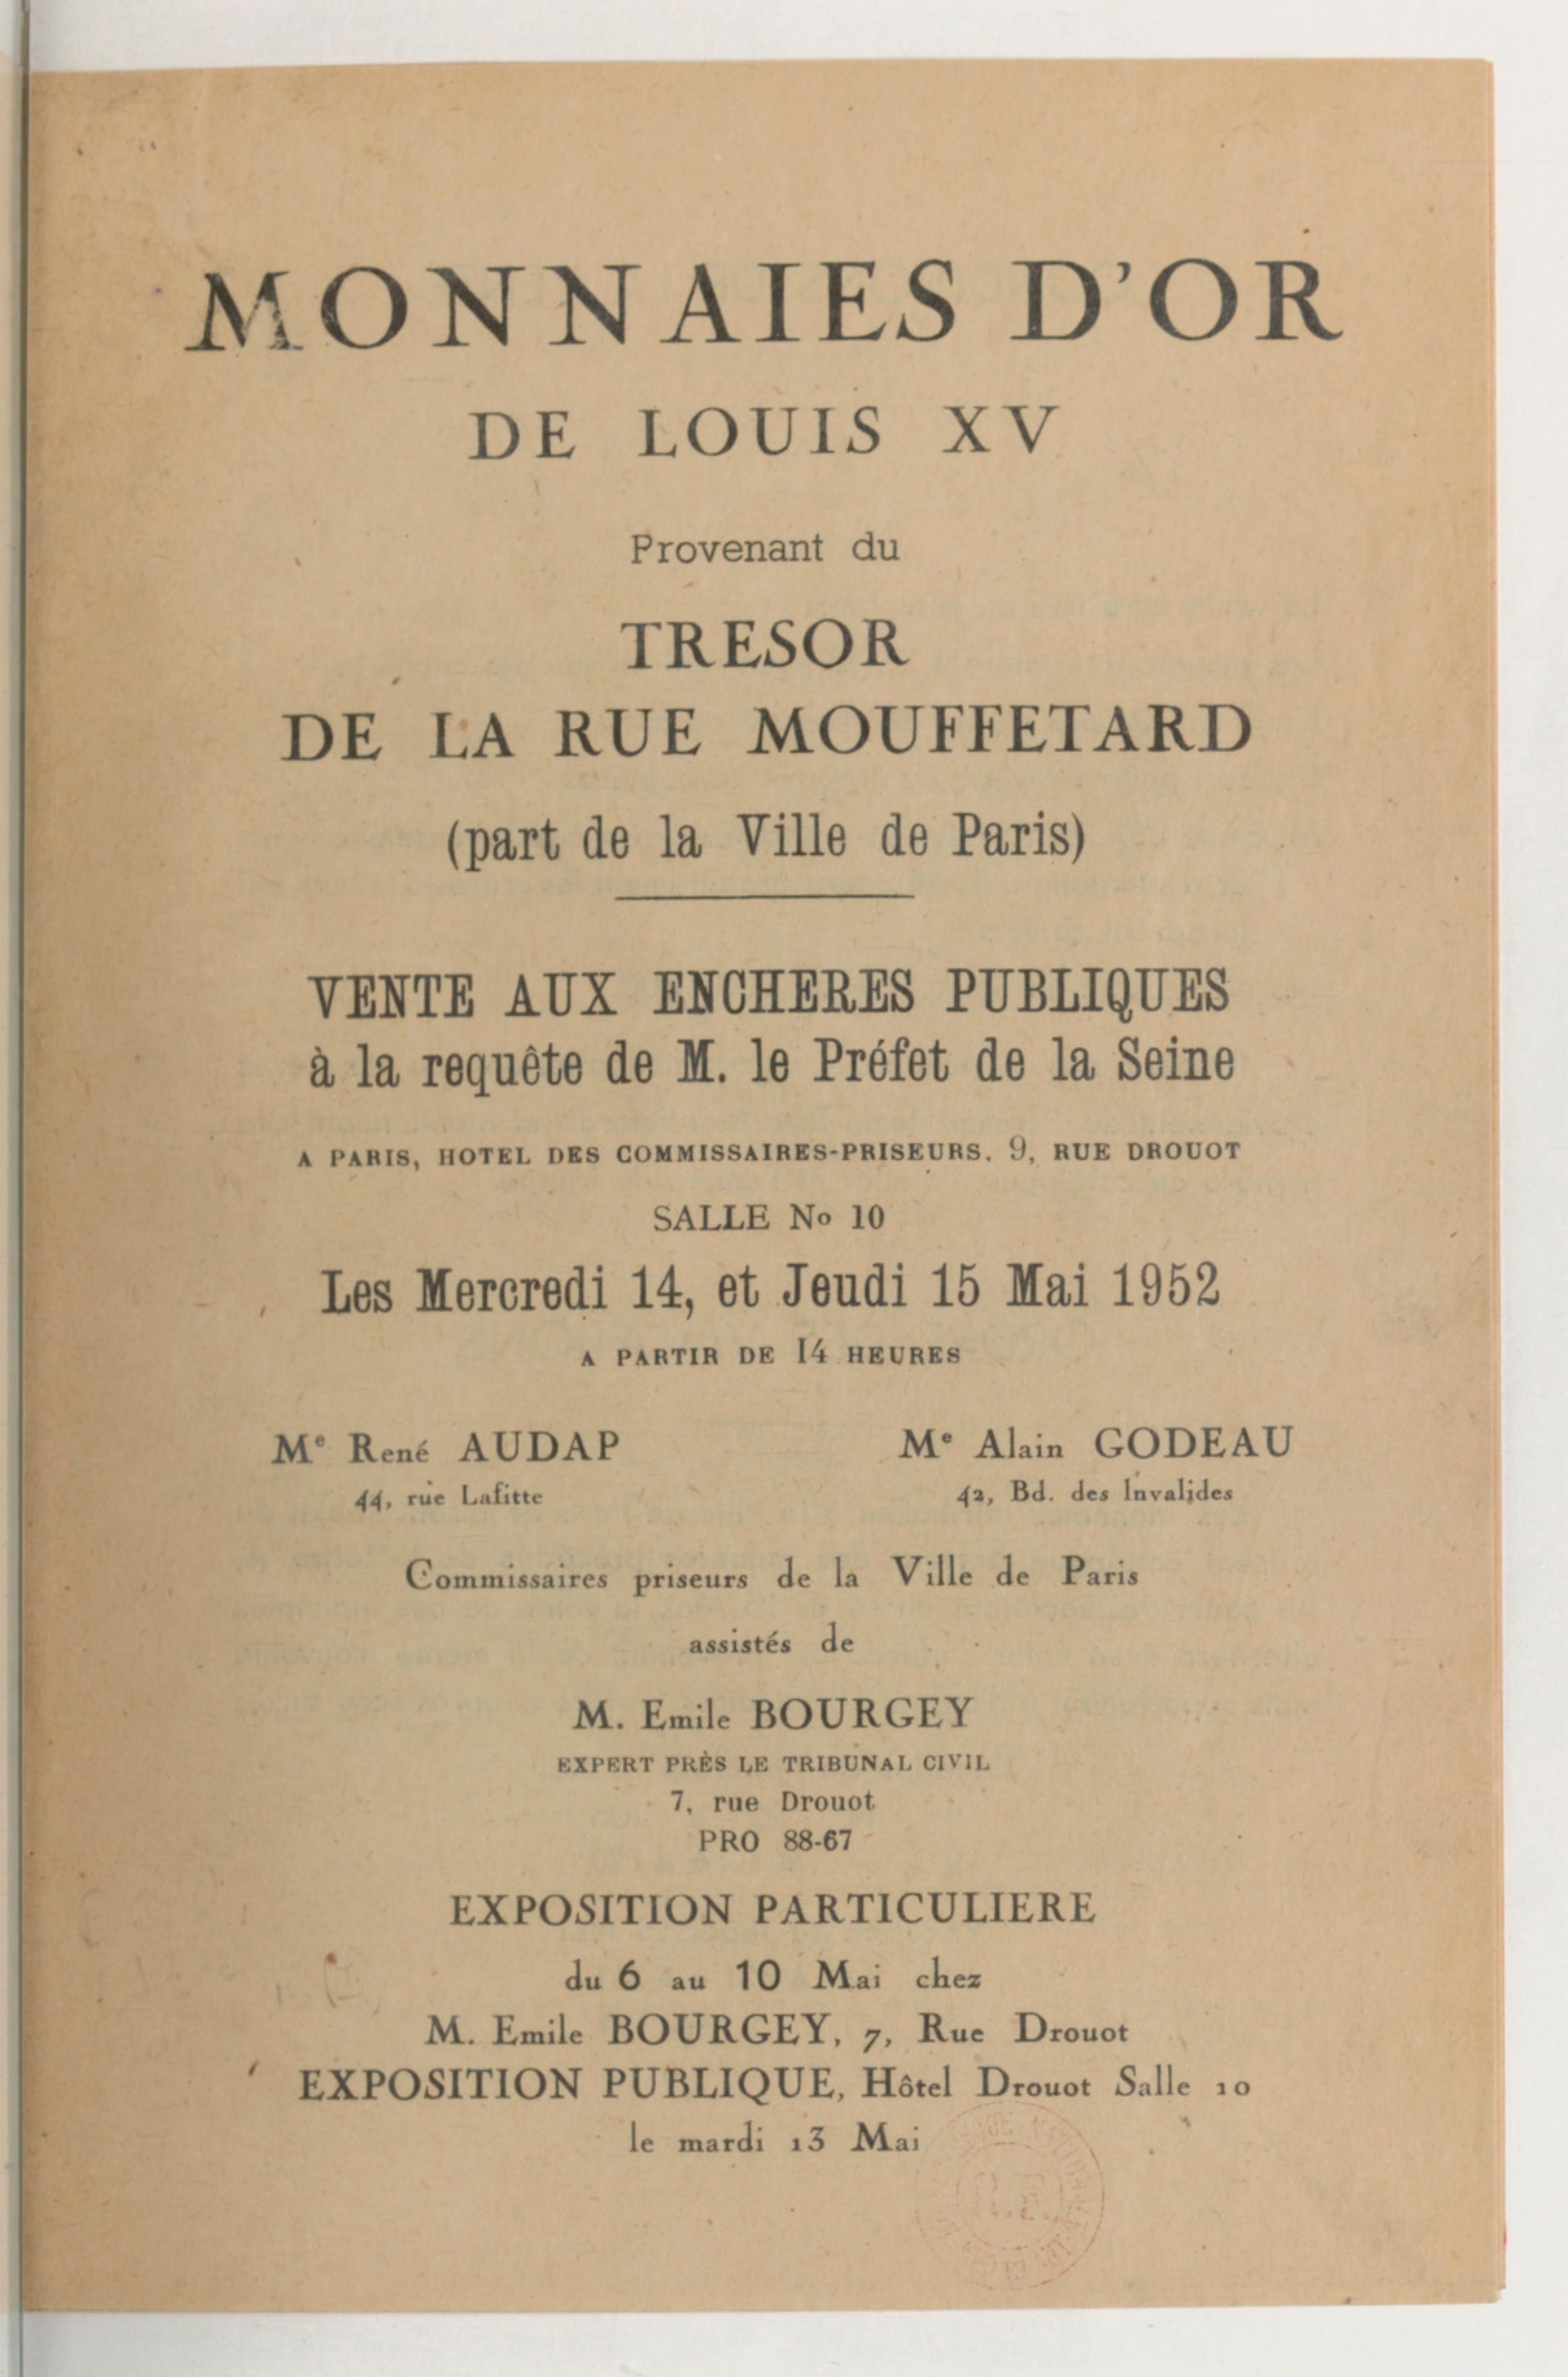 MONNAIES D'OR
DE LOUIS XV
Provenant du
TRESOR
DE LA RUE MOUFFETARD
(part de la Ville de Paris)
VENTE AUX ENCHERES PUBLIQUES
à la requête de M. le Préfet de la Seine
A PARIS, HOTEL DES COMMISSAIRES-PRISEURS. 9, RUE DROUOT
SALLE No 10
Les Mercredi 14, et Jeudi 15 Mai 1952
A PARTIR DE 14 HEURES
Me René AUDAP
44, rue Lafitte
Me Alain GODEAU
42, Bd. des Invalides
Commissaires priseurs de la Ville de Paris
assistés de
M. Emile BOURGEY
EXPERT PRÈS LE TRIBUNAL CIVIL
7, rue Drouot
PRO 88-67
EXPOSITION PARTICULIERE
du 6 au 10 Mai chez
M. Emile BOURGEY, 7, Rue Drouot
EXPOSITION PUBLIQUE, Hôtel Drouot Salle 10
le mardi 13 Mai